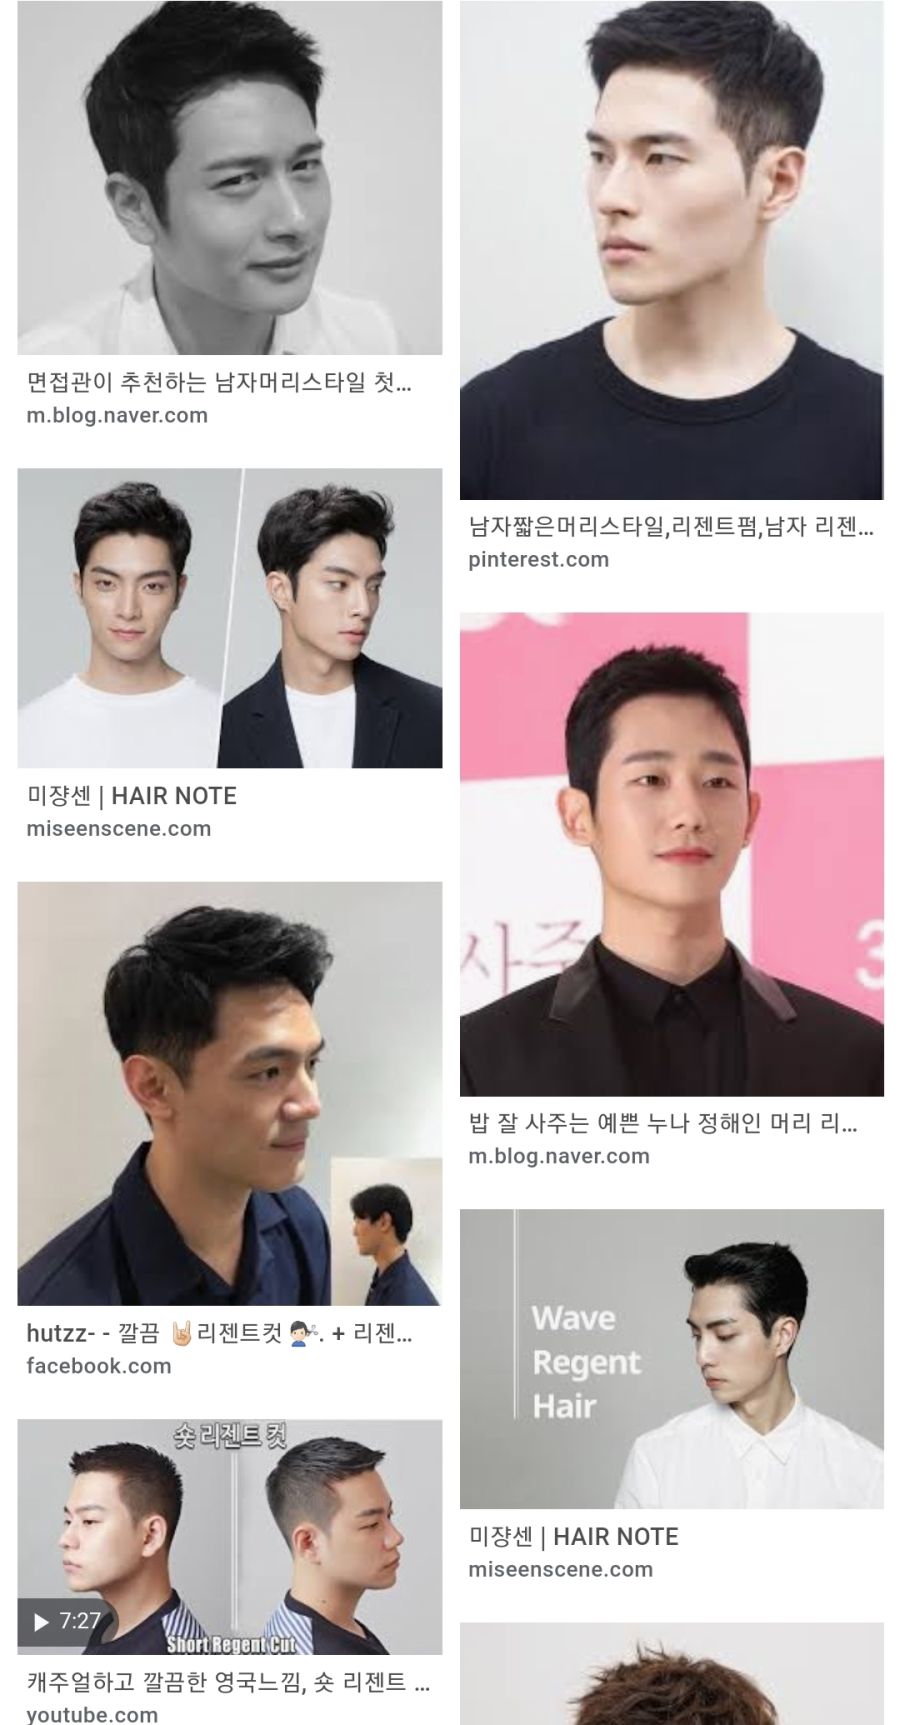 면접관이 추천하는 남자머리스타일 첫...
m.blog.naver.com
남자짧은머리스타일,리젠트펌,남자 리젠...
pinterest.com
미쟝센 | HAIR NOTE
miseenscene.com
사주
3
밥 잘 사주는 예쁜 누나 정해인 머리 리...
m.blog.naver.com
hutzz- - 깔끔 🤘🏻리젠트컷 💇🏻‍♂️. + 리젠...
facebook.com
Wave
Regent
Hair
미쟝센 | HAIR NOTE
miseenscene.com
숏 리젠트 컷
7:27
Short Regent Cut
캐주얼하고 깔끔한 영국느낌, 숏 리젠트 ...
youtube.com